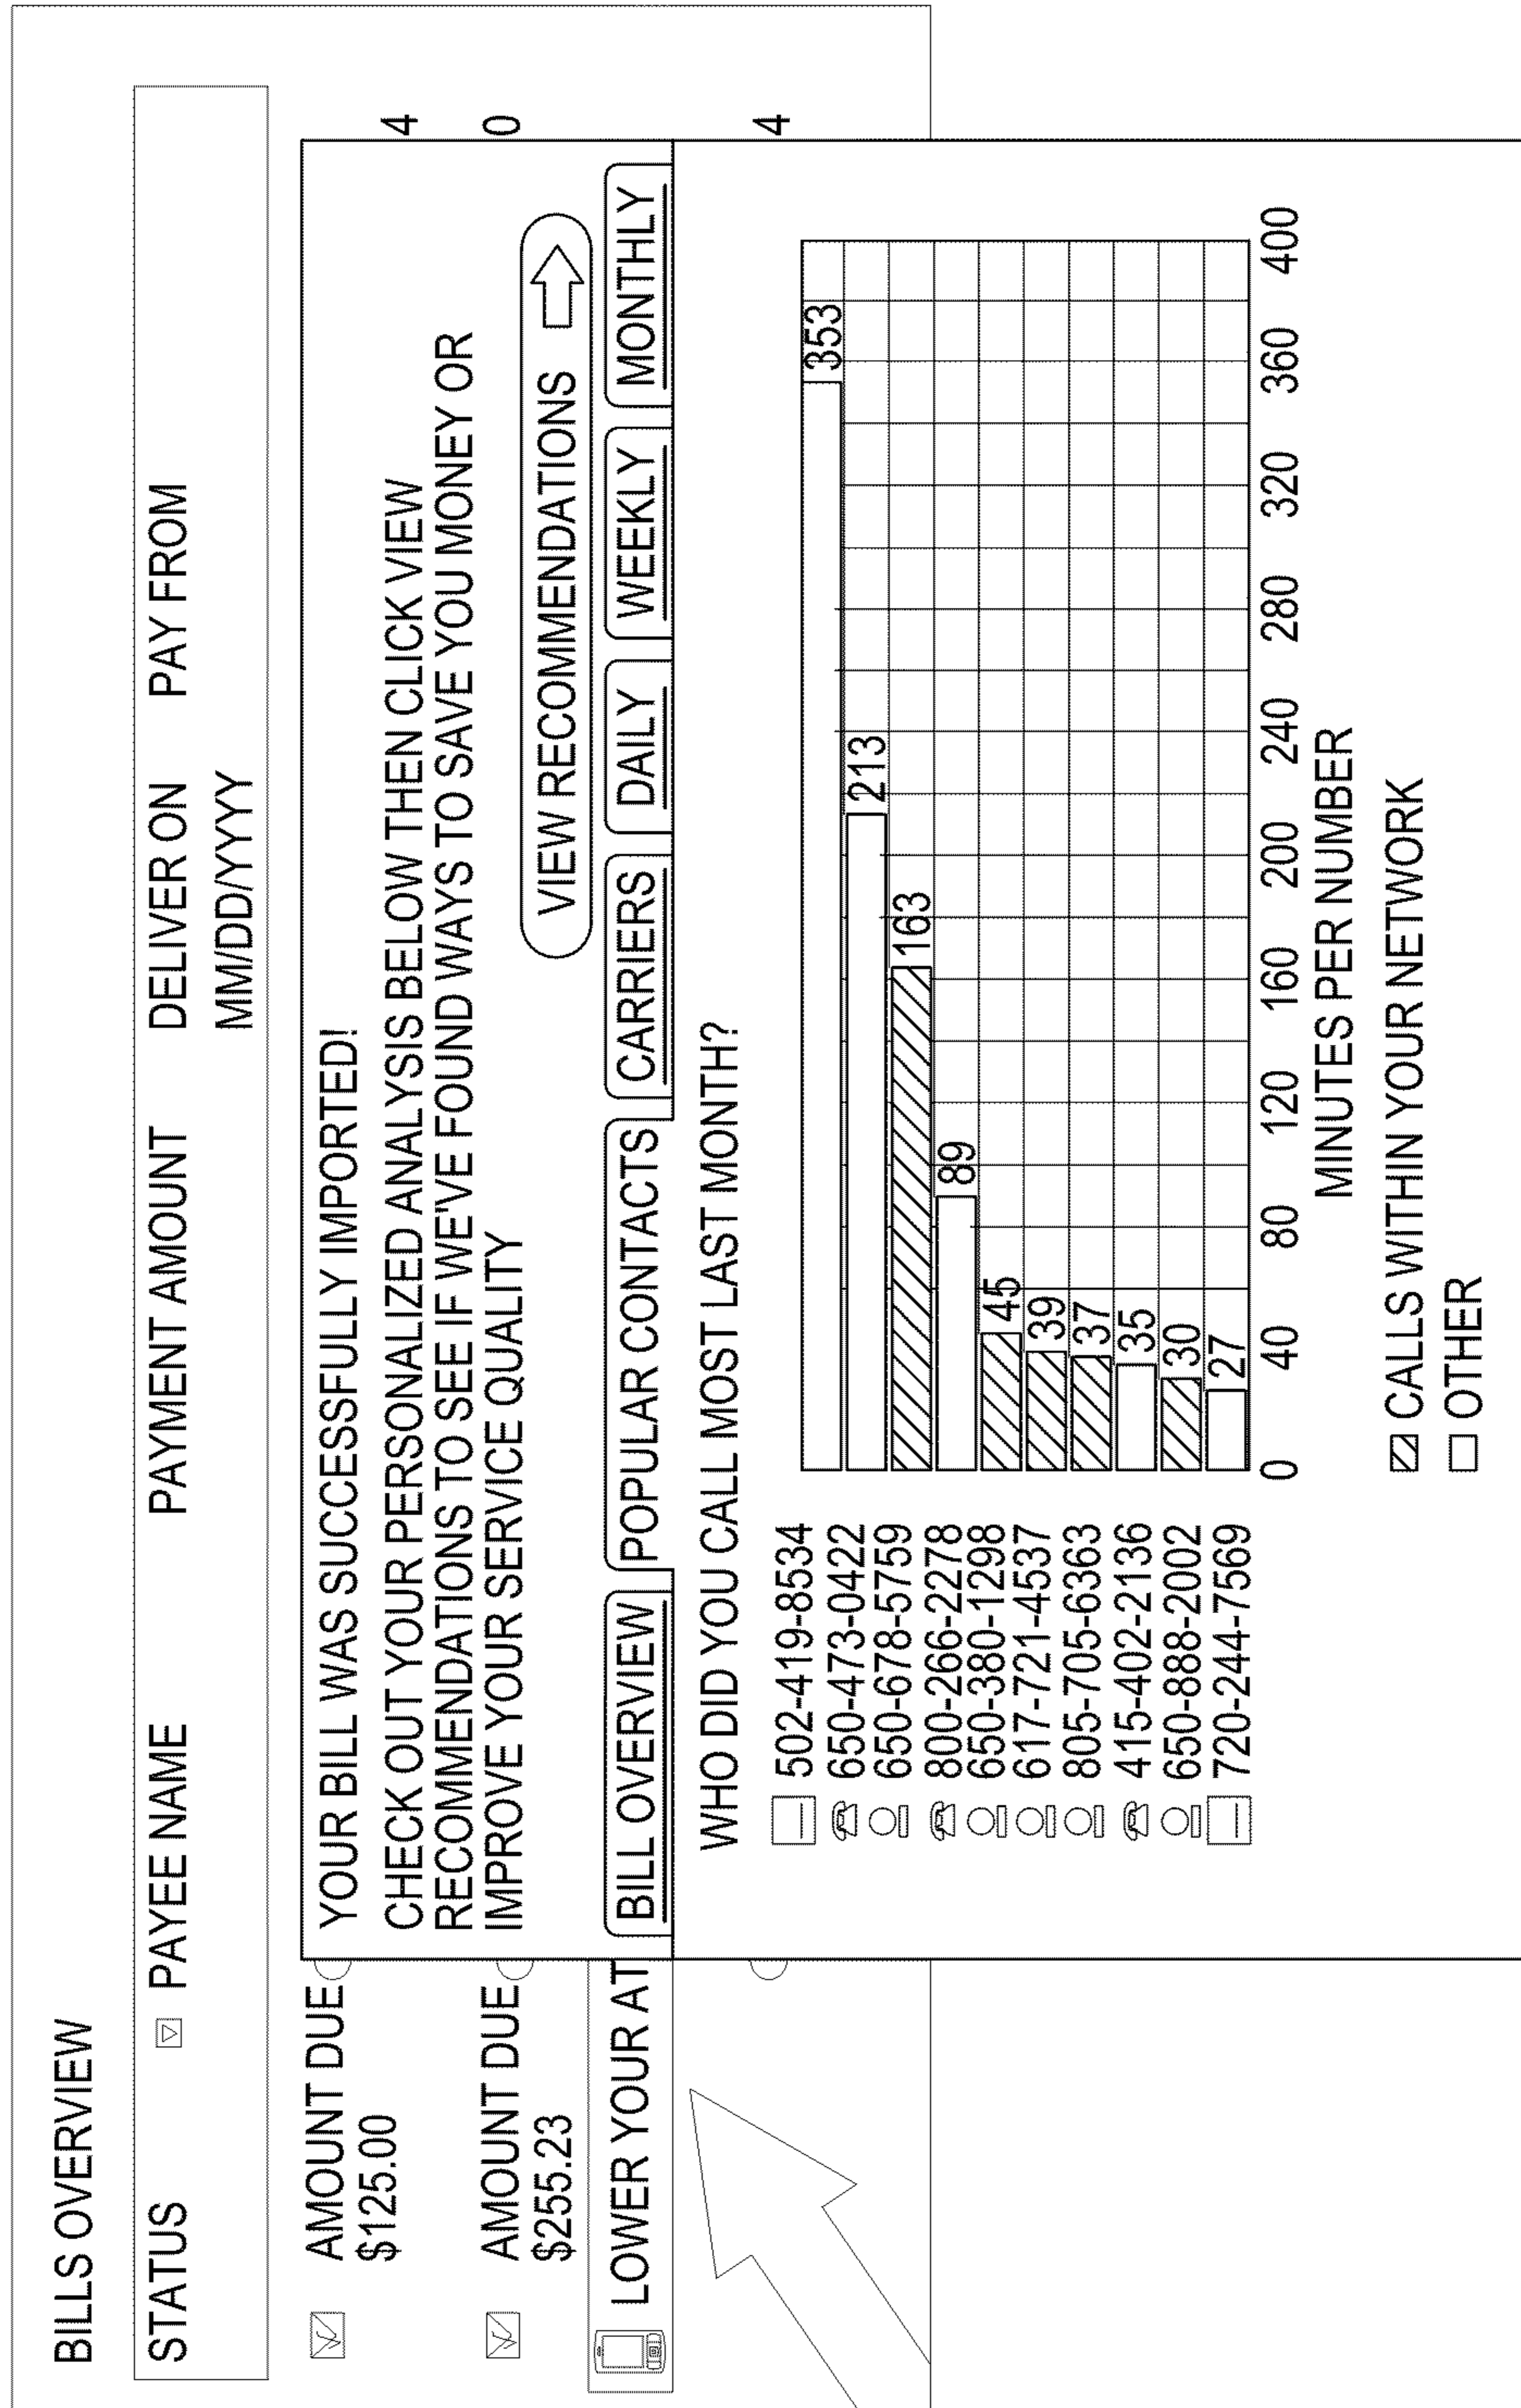 BILLS OVERVIEW
STATUS PAYEE NAME PAYMENT AMOUNT DELIVER ON PAY FROM
MM/DD/YYYY
AMOUNT DUE
$125.00
4
AMOUNT DUE
$255.23
0
LOWER YOUR AT
4
YOUR BILL WAS SUCCESSFULLY IMPORTED!
CHECK OUT YOUR PERSONALIZED ANALYSIS BELOW THEN CLICK VIEW
RECOMMENDATIONS TO SEE IF WE'VE FOUND WAYS TO SAVE YOU MONEY OR
IMPROVE YOUR SERVICE QUALITY
VIEW RECOMMENDATIONS
BILL OVERVIEW POPULAR CONTACTS CARRIERS DAILY WEEKLY MONTHLY
WHO DID YOU CALL MOST LAST MONTH?
502-419-8534 353
650-473-0422 213
650-678-5759 163
800-266-2278 89
650-380-1298 45
617-721-4537 39
805-705-6363 37
415-402-2136 35
650-888-2002 30
720-244-7569 27
0 40 80 120 160 200 240 280 320 360 400
MINUTES PER NUMBER
CALLS WITHIN YOUR NETWORK
OTHER